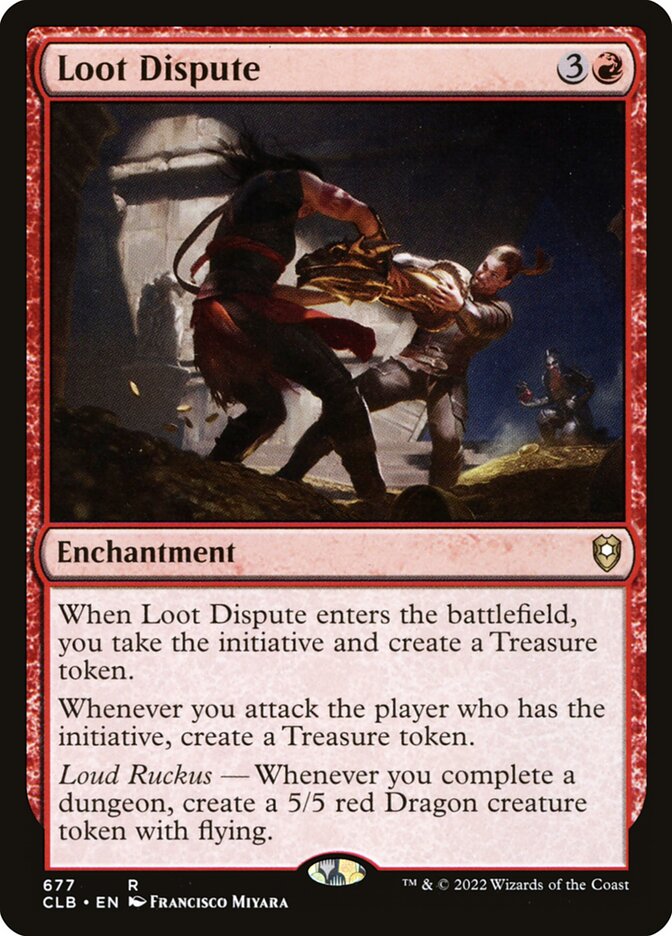 Loot Dispute 3
Enchantment
When Loot Dispute enters the battlefield,
you take the initiative and create a Treasure
token.
Whenever you attack the player who has the
initiative, create a Treasure token.
Loud Ruckus — Whenever you complete a
dungeon, create a 5/5 red Dragon creature
token with flying.
677 R
CLB • EN Francisco Miyara
™ & © 2022 Wizards of the Coast